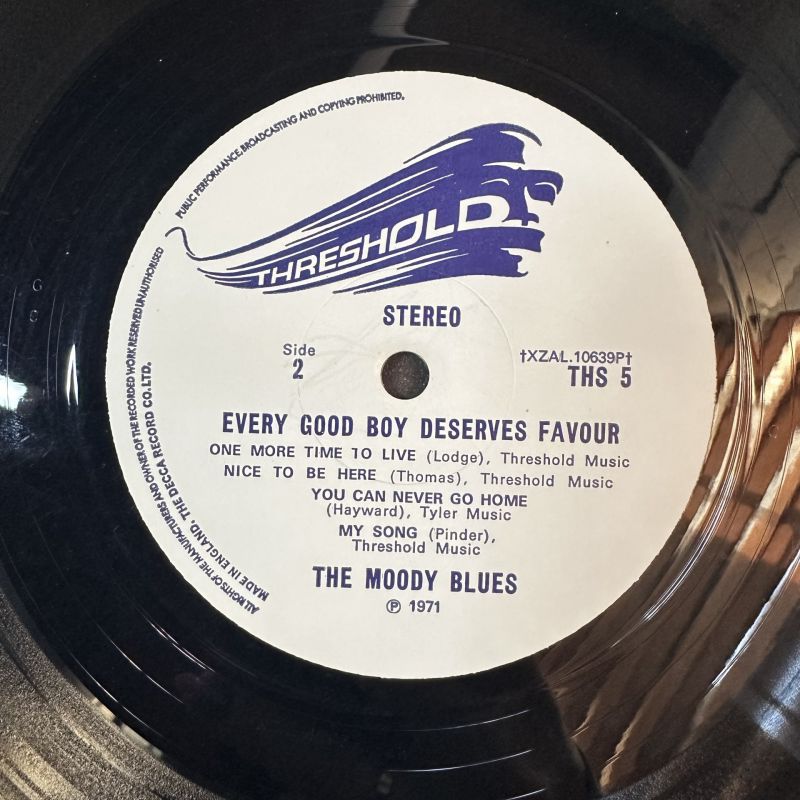 PUBLIC PERFORMANCE, BROADCASTING AND COPYING PROHIBITED.
ALL RIGHTS OF THE MANUFACTURERS AND OWNER OF THE RECORDED WORK RESERVED UNAUTHORISED
MADE IN ENGLAND, THE DECCA RECORD CO. LTD.
THRESHOLD
STEREO
Side
2
†XZAL.10639P†
THS 5
EVERY GOOD BOY DESERVES FAVOUR
ONE MORE TIME TO LIVE (Lodge), Threshold Music
NICE TO BE HERE (Thomas), Threshold Music
YOU CAN NEVER GO HOME
(Hayward), Tyler Music
MY SONG (Pinder),
Threshold Music
THE MOODY BLUES
℗ 1971